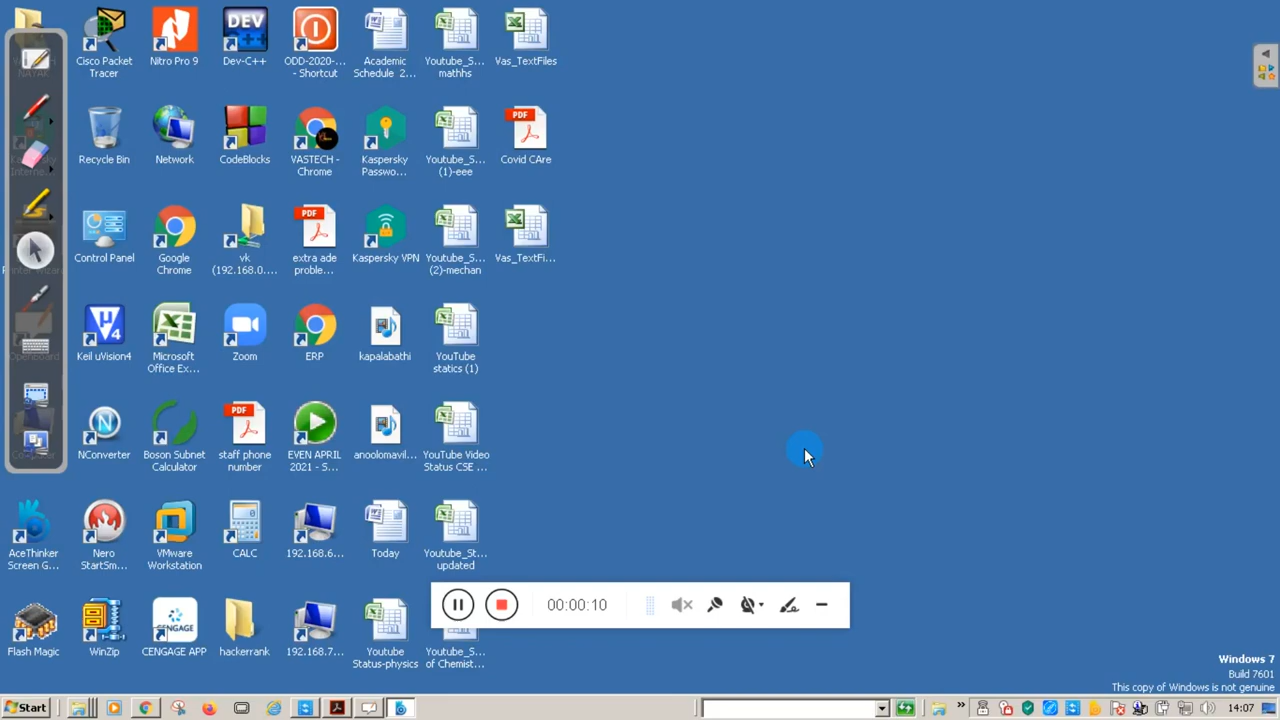 Cisco Packet
Tracer
Nitro Pro 9
DEV
Dev-C++
ODD-2020-...
- Shortcut
Academic
Schedule 2...
Youtube_S...
mathhs
Vas_TextFiles
Recycle Bin
Network
CodeBlocks
VASTECH -
Chrome
Kaspersky
Passwo...
Youtube_S...
(1)-eee
PDF
Covid CAre
Control Panel
Google
Chrome
vk
(192.168.0....
PDF
extra ade
proble...
Kaspersky VPN
Youtube_S...
(2)-mechan
Vas_TextFi...
Keil uVision4
Microsoft
Office Ex...
Zoom
ERP
kapalabathi
YouTube
statics (1)
NConverter
Boson Subnet
Calculator
PDF
staff phone
number
EVEN APRIL
2021 - S...
anoolomavil...
YouTube Video
Status CSE ...
AceThinker
Screen G...
Nero
StartSm...
VMware
Workstation
CALC
192.168.6...
Today
Youtube_St...
updated
00:00:10
Flash Magic
WinZip
CENGAGE
CENGAGE APP
hackerrank
192.168.7...
Youtube
Status-physics
Youtube_S...
of Chemist...
Windows 7
Build 7601
This copy of Windows is not genuine
Start
14:07